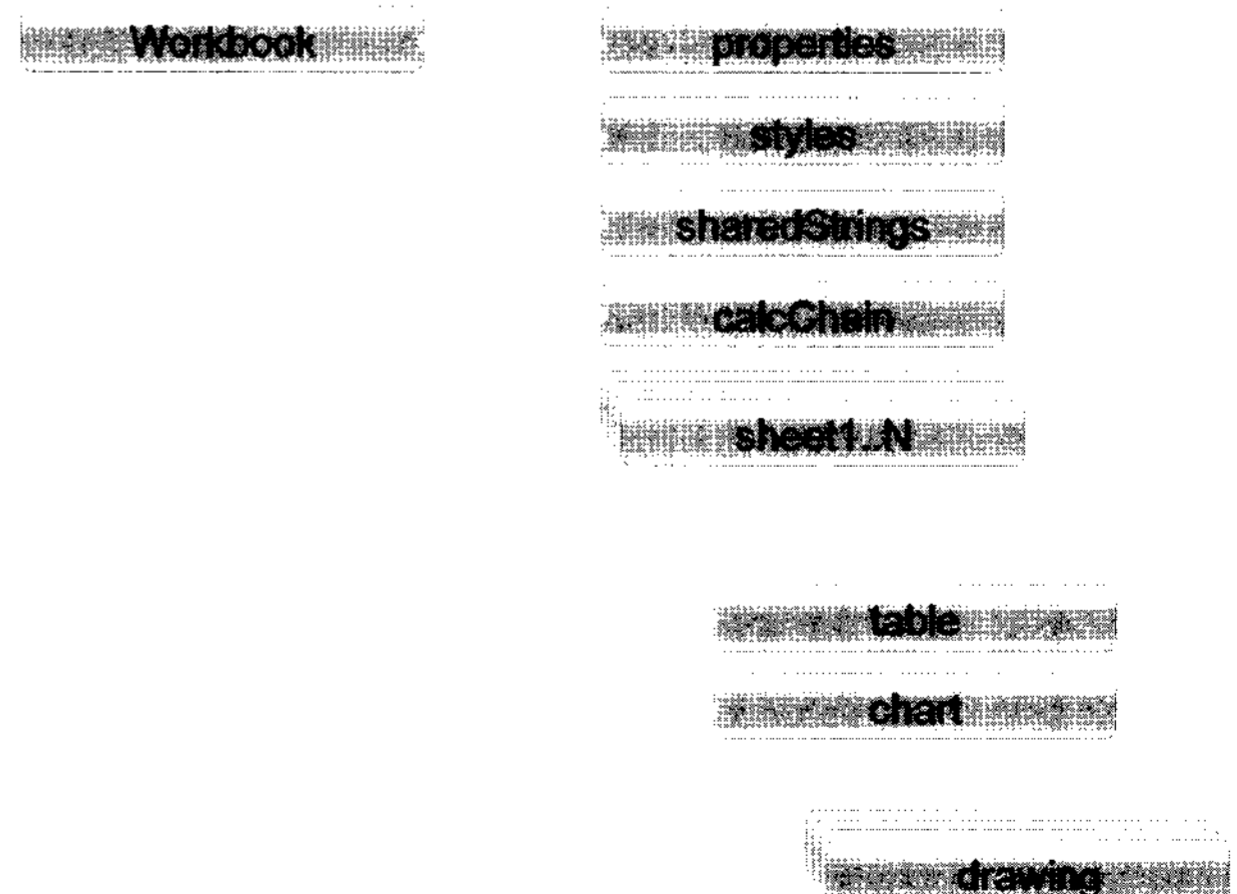 Workbook
properties
styles
sharedStrings
calcChain
sheet1..N
table
chart
drawing